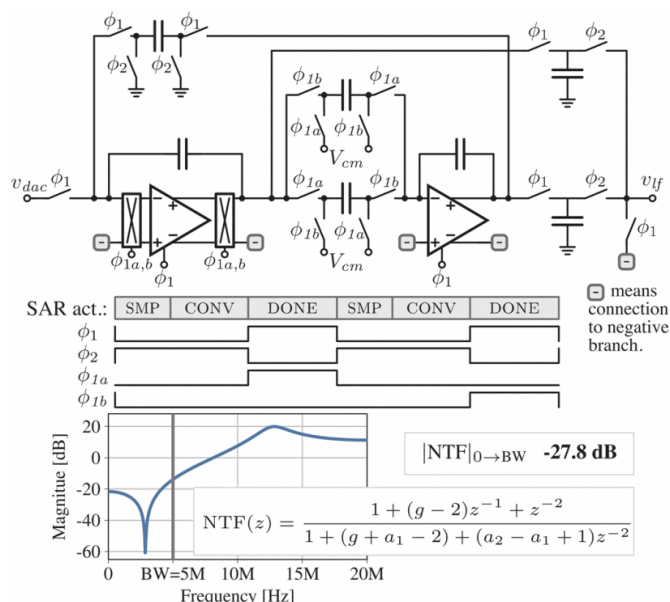 ϕ1 ϕ1
ϕ2 ϕ2
ϕ1 ϕ2
ϕ1b ϕ1a
ϕ1a ϕ1b
Vcm
vdac ϕ1
ϕ1a ϕ1b
ϕ1 ϕ2 vlf
ϕ1b ϕ1a
ϕ1
Vcm
- + - - + -
+ - + -
ϕ1a,b ϕ1 ϕ1a,b ϕ1
- means
connection
to negative
branch.
SAR act.: SMP CONV DONE SMP CONV DONE
ϕ1
ϕ2
ϕ1a
ϕ1b
Magnitue [dB]
20
0
-20
-40
-60
|NTF|0→BW -27.8 dB
NTF(z) = 1 + (g − 2)z−1 + z−2
1 + (g + a1 − 2) + (a2 − a1 + 1)z−2
0 BW=5M 10M 15M 20M
Frequency [Hz]